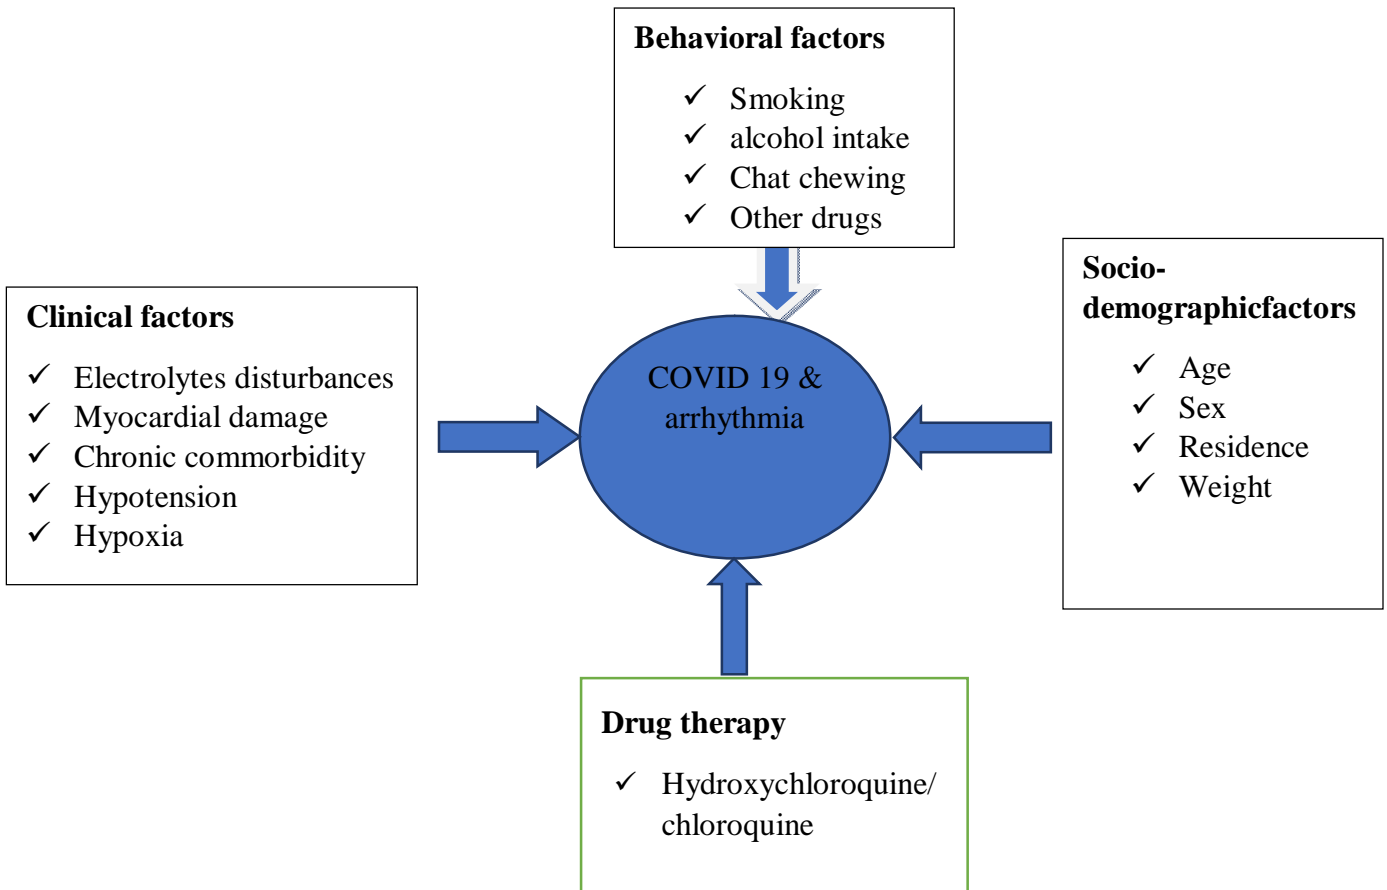 Behavioral factors
✓ Smoking
✓ alcohol intake
✓ Chat chewing
✓ Other drugs
Socio-
demographicfactors
✓ Age
✓ Sex
✓ Residence
✓ Weight
Clinical factors
✓ Electrolytes disturbances
✓ Myocardial damage
✓ Chronic commorbidity
✓ Hypotension
✓ Hypoxia
COVID 19 &
arrhythmia
Drug therapy
✓ Hydroxychloroquine/
chloroquine